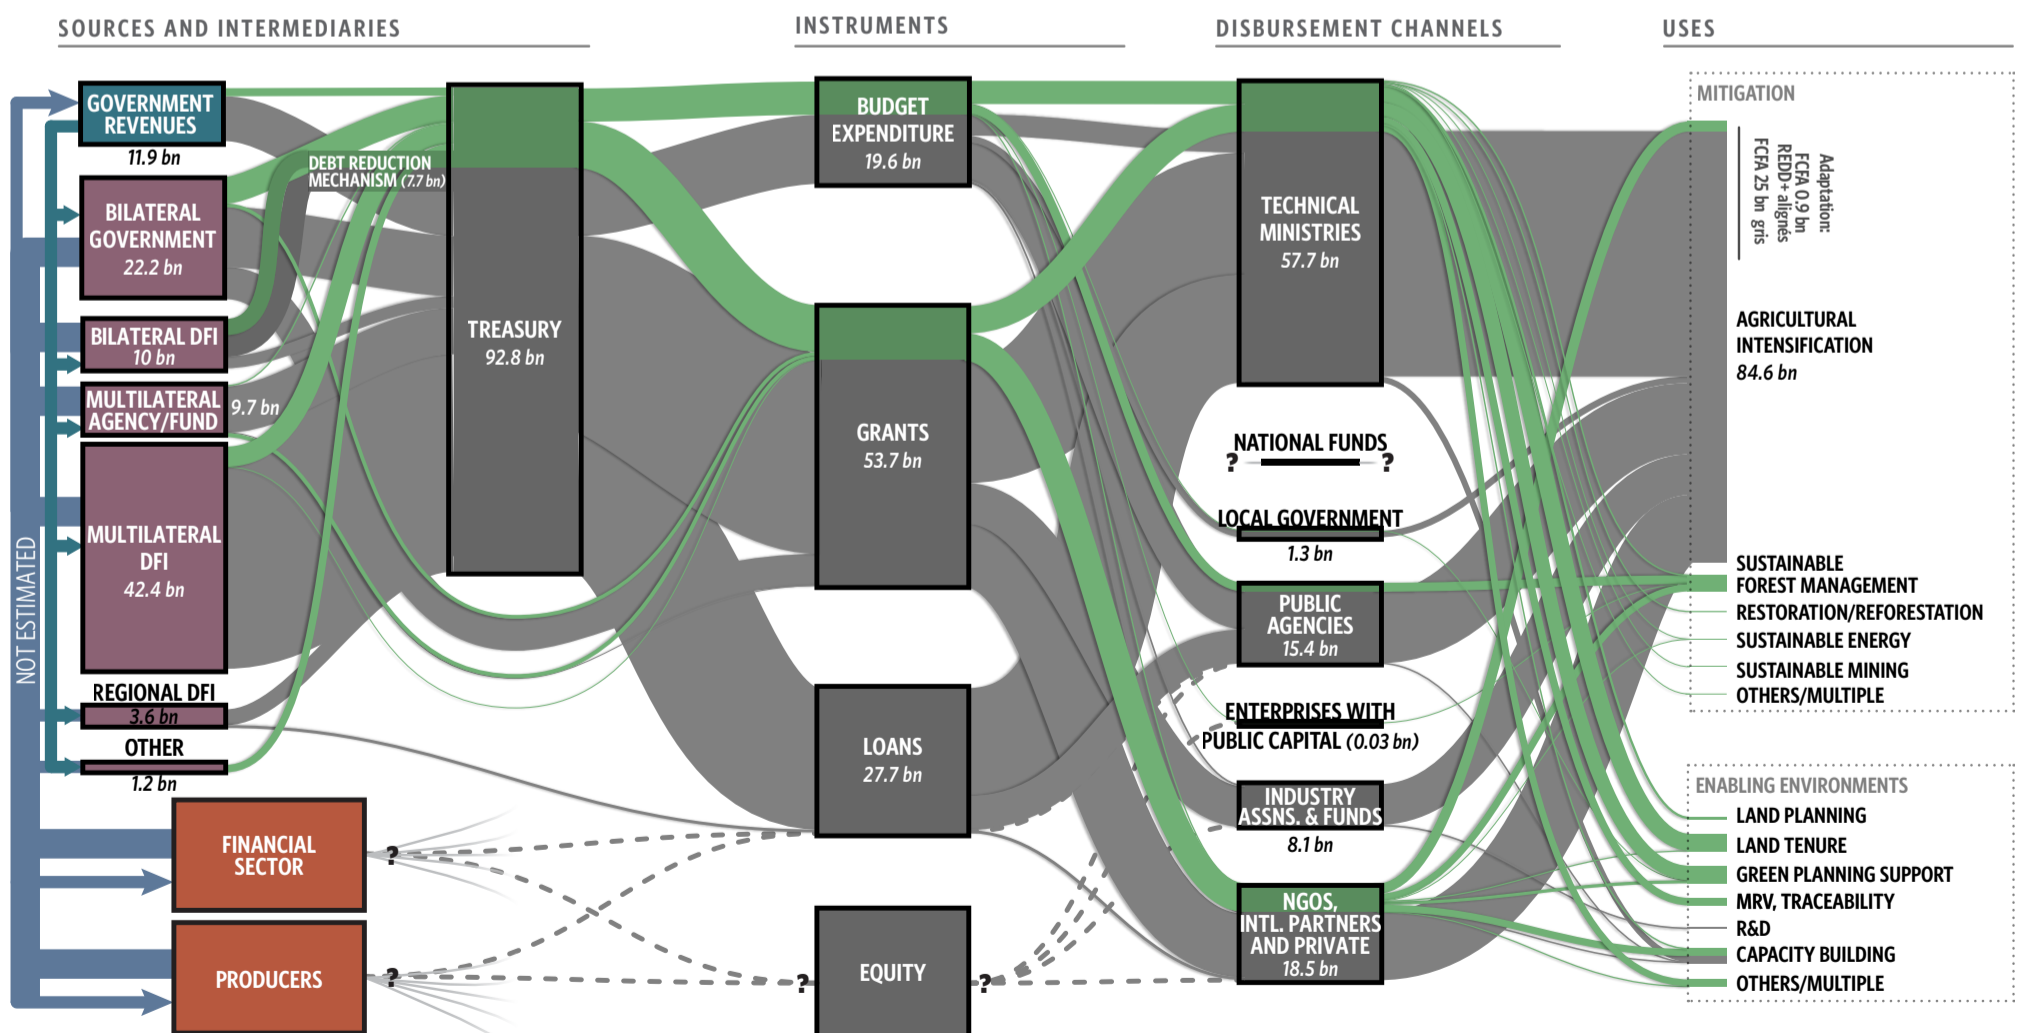 SOURCES AND INTERMEDIARIES
INSTRUMENTS
DISBURSEMENT CHANNELS
USES
NOT ESTIMATED
GOVERNMENT
REVENUES
11.9 bn
BILATERAL
GOVERNMENT
22.2 bn
BILATERAL DFI
10 bn
MULTILATERAL
AGENCY/FUND
9.7 bn
MULTILATERAL
DFI
42.4 bn
REGIONAL DFI
3.6 bn
OTHER
1.2 bn
FINANCIAL
SECTOR
?
PRODUCERS
?
DEBT REDUCTION
MECHANISM (7.7 bn)
TREASURY
92.8 bn
BUDGET
EXPENDITURE
19.6 bn
GRANTS
53.7 bn
LOANS
27.7 bn
? EQUITY ?
TECHNICAL
MINISTRIES
57.7 bn
NATIONAL FUNDS
? ?
LOCAL GOVERNMENT
1.3 bn
PUBLIC
AGENCIES
15.4 bn
ENTERPRISES WITH
PUBLIC CAPITAL (0.03 bn)
INDUSTRY
ASSNS. & FUNDS
8.1 bn
NGOS,
INTL. PARTNERS
AND PRIVATE
18.5 bn
MITIGATION
Adaptation:
FCFA 0.9 bn
REDD+ alignés
FCFA 25 bn gris
AGRICULTURAL
INTENSIFICATION
84.6 bn
SUSTAINABLE
FOREST MANAGEMENT
RESTORATION/REFORESTATION
SUSTAINABLE ENERGY
SUSTAINABLE MINING
OTHERS/MULTIPLE
ENABLING ENVIRONMENTS
LAND PLANNING
LAND TENURE
GREEN PLANNING SUPPORT
MRV, TRACEABILITY
R&D
CAPACITY BUILDING
OTHERS/MULTIPLE